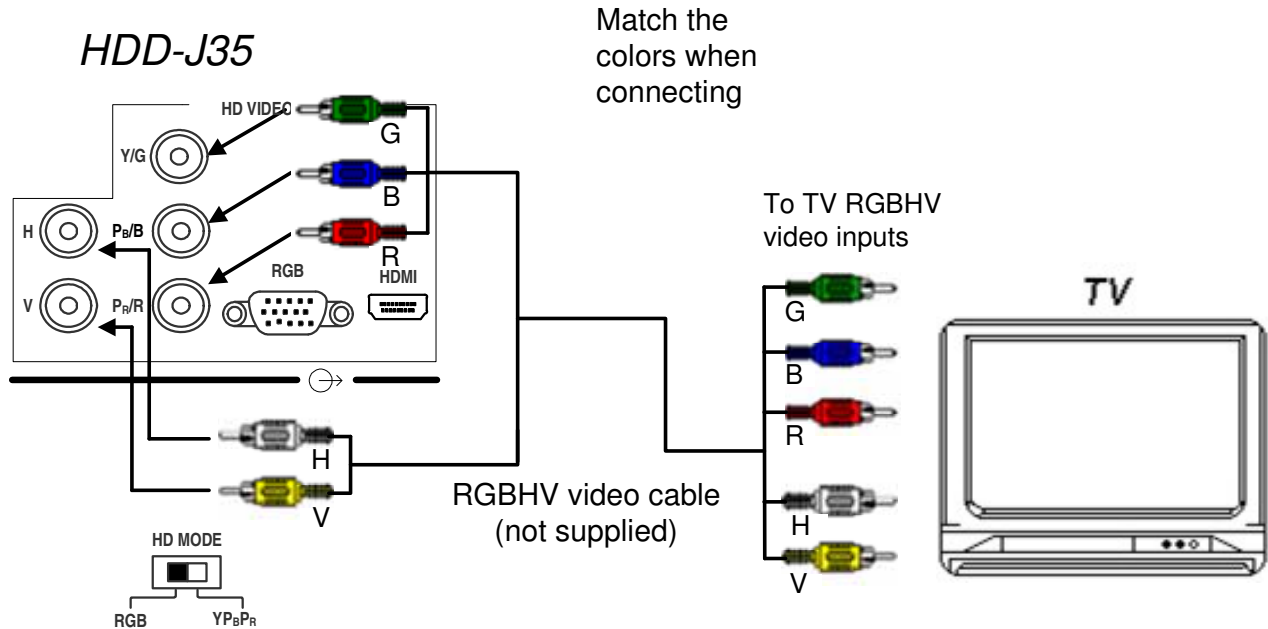 HDD-J35
Match the
colors when
connecting
HD VIDEO
G
Y/G
B
H
PB/B
R
RGB
HDMI
V
PR/R
To TV RGBHV
video inputs
TV
G
B
R
H
V
H
V
RGBHV video cable
(not supplied)
HD MODE
RGB
YPBPR